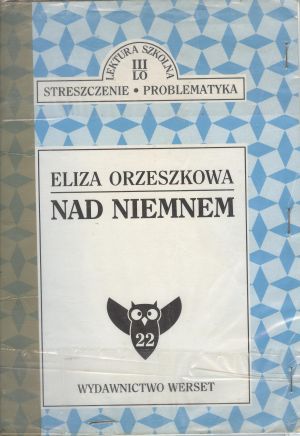 LEKTURA SZKOLNA
III
LO
STRESZCZENIE • PROBLEMATYKA
ELIZA ORZESZKOWA
NAD NIEMNEM
22
WYDAWNICTWO WERSET